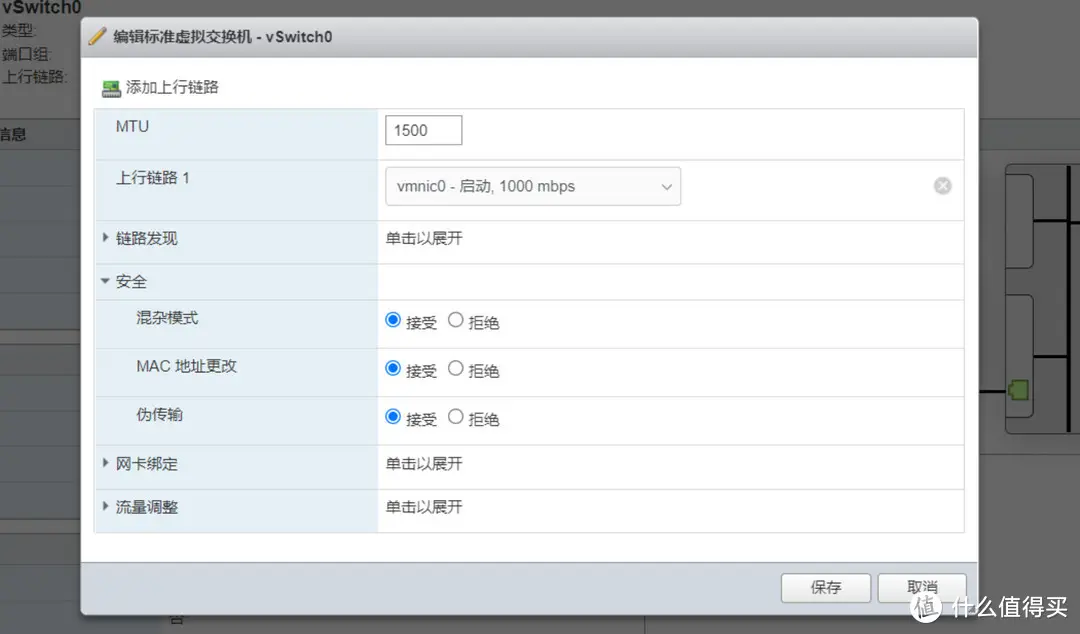 vSwitch0
类型:
端口组:
上行链路:
信息
编辑标准虚拟交换机 - vSwitch0
添加上行链路
MTU 1500
上行链路 1 vmnic0 - 启动, 1000 mbps
链路发现 单击以展开
安全
混杂模式 接受 拒绝
MAC 地址更改 接受 拒绝
伪传输 接受 拒绝
网卡绑定 单击以展开
流量调整 单击以展开
保存 取消
否
值 什么值得买